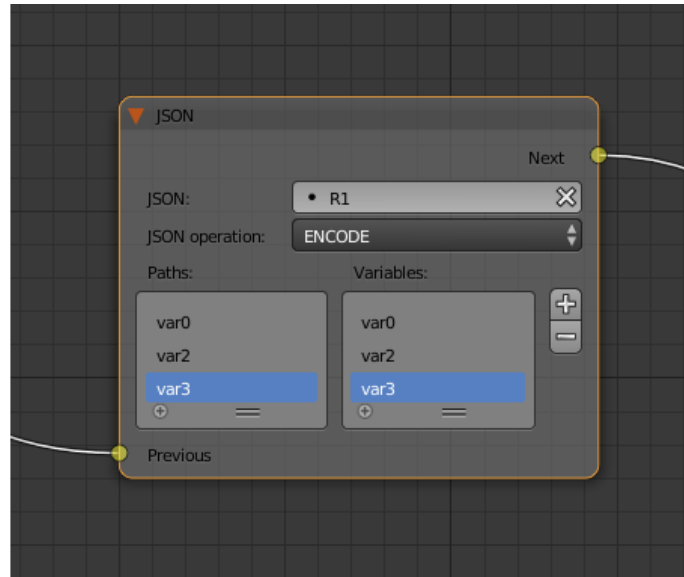 JSON
Next
JSON: R1
JSON operation: ENCODE
Paths: Variables:
var0 var0
var2 var2
var3 var3
Previous